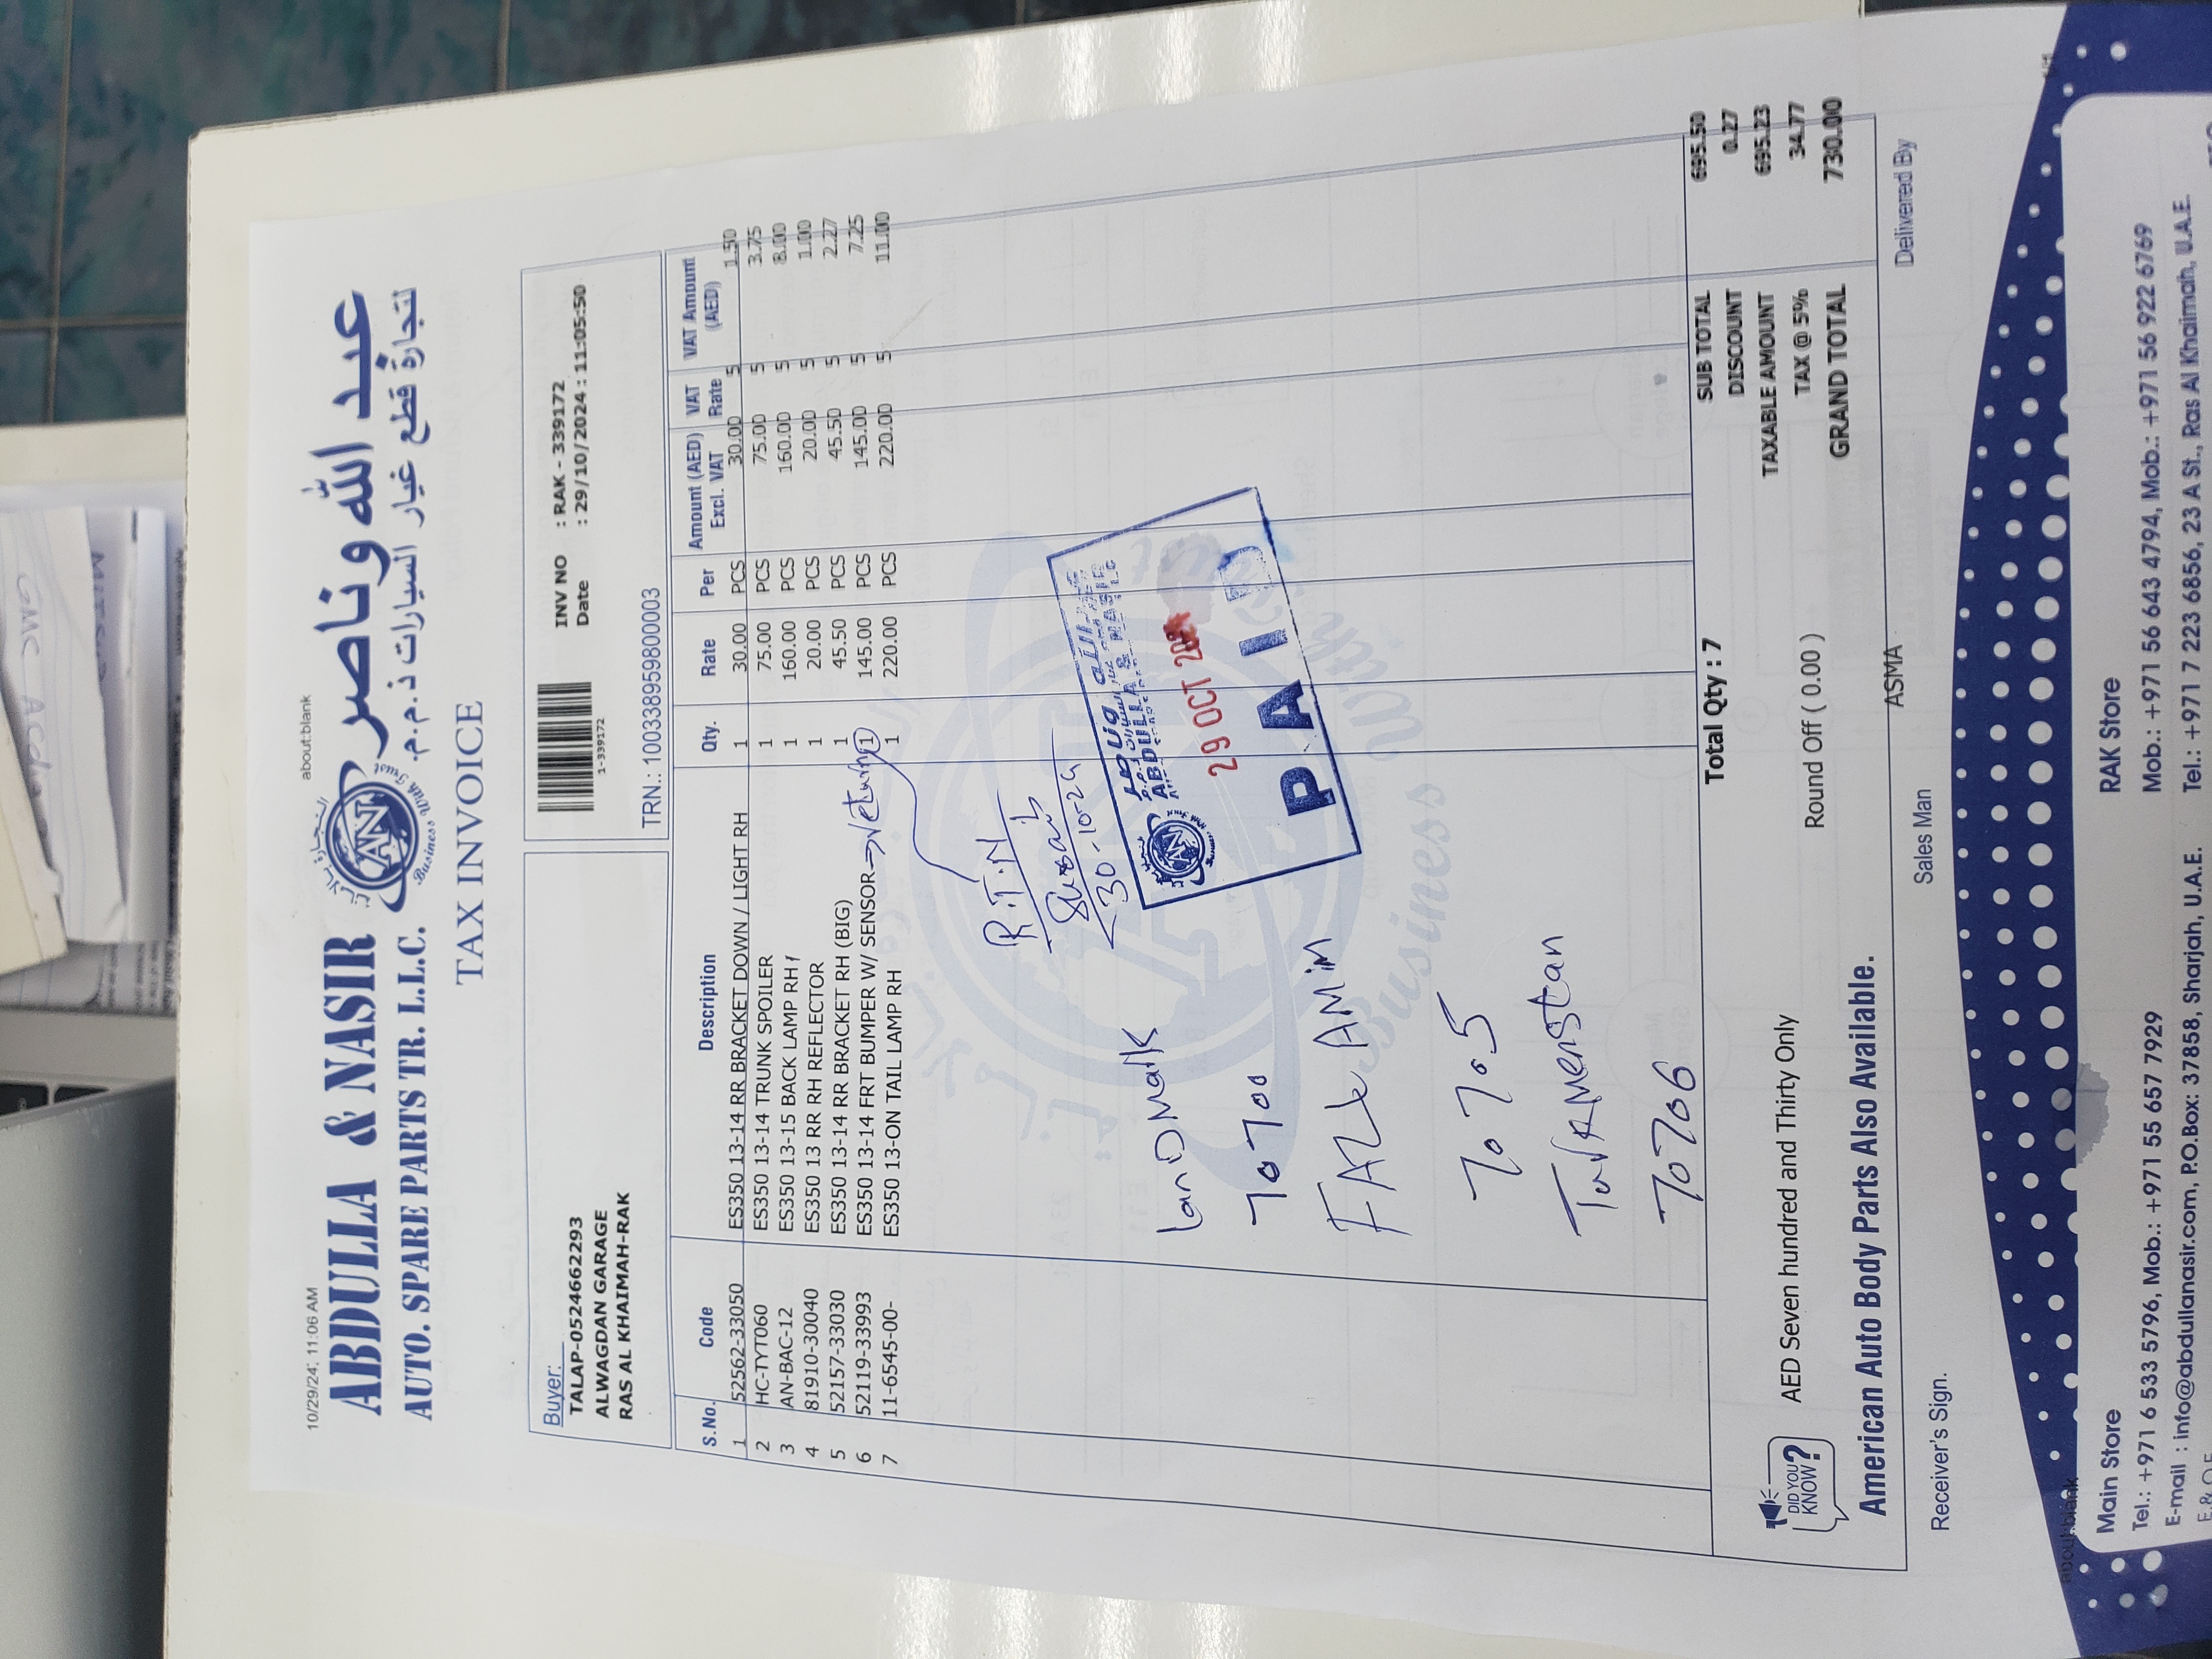 10/29/24, 11:06 AM about:blank
ABDULLA & NASIR عبد الله وناصر
AUTO. SPARE PARTS TR. L.L.C. لتجارة قطع غيار السيارات ذ.م.م.
AN
Business With Trust
TAX INVOICE
Buyer:
TALAP-0524662293
ALWAGDAN GARAGE
RAS AL KHAIMAH-RAK
1-339172
INV NO : RAK - 339172
Date : 29/10/2024 : 11:05:50
TRN.: 100338959800003
S.No. Code Description Qty. Rate Per Amount (AED) Excl. VAT VAT Rate VAT Amount (AED)
1 52562-33050 ES350 13-14 RR BRACKET DOWN / LIGHT RH 1 30.00 PCS 30.00 5 1.50
2 HC-TYT060 ES350 13-14 TRUNK SPOILER 1 75.00 PCS 75.00 5 3.75
3 AN-BAC-12 ES350 13-15 BACK LAMP RH / 1 160.00 PCS 160.00 5 8.00
4 81910-30040 ES350 13 RR RH REFLECTOR 1 20.00 PCS 20.00 5 1.00
5 52157-33030 ES350 13-14 RR BRACKET RH (BIG) 1 45.50 PCS 45.50 5 2.27
6 52119-33993 ES350 13-14 FRT BUMPER W/ SENSOR 1 145.00 PCS 145.00 5 7.25
7 11-6545-00- ES350 13-ON TAIL LAMP RH 1 220.00 PCS 220.00 5 11.00
R.T.N
30-10-24
ABDULLA & NASIR
29 OCT
PAID
LanDMalk
70700
FAZLe AMin
70705
TurkMenstan
70706
Total Qty : 7
SUB TOTAL 695.50
DISCOUNT 0.27
TAXABLE AMOUNT 695.23
TAX @ 5% 34.77
GRAND TOTAL 730.00
DID YOU KNOW?
AED Seven hundred and Thirty Only
Round Off ( 0.00 )
American Auto Body Parts Also Available.
ASMA
Receiver's Sign. Sales Man Delivered By
about:blank 1/1
Main Store
Tel.: +971 6 533 5796, Mob.: +971 55 657 7929
E-mail : info@abdullanasir.com, P.O.Box: 37858, Sharjah, U.A.E.
RAK Store
Mob.: +971 56 643 4794, Mob.: +971 56 922 6769
Tel.: +971 7 223 6856, 23 A St., Ras Al Khaimah, U.A.E.